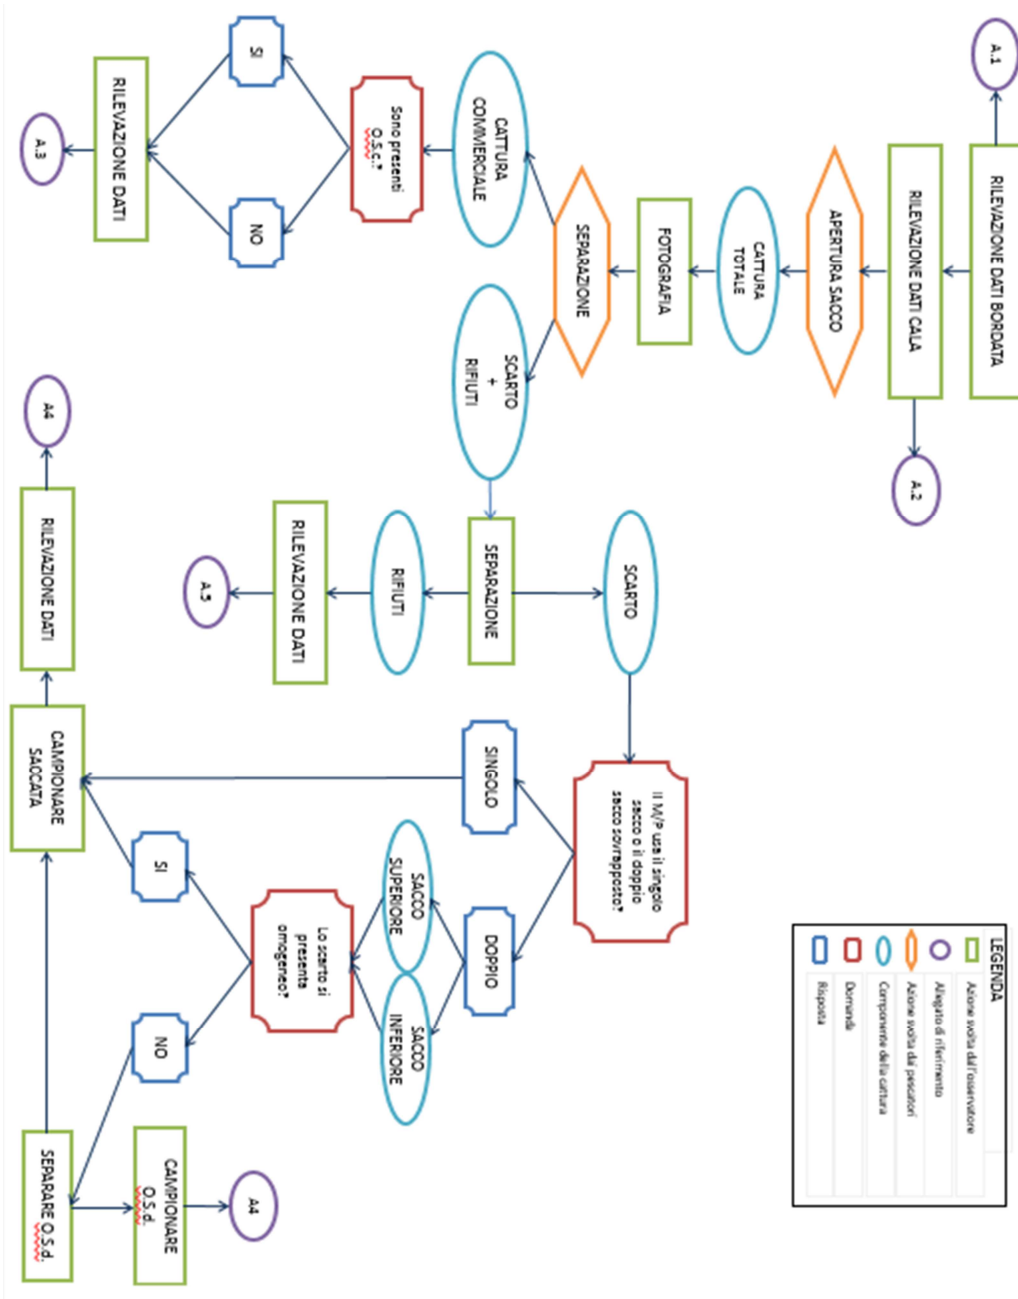 A.1
RILEVAZIONE DATI BORDATA
RILEVAZIONE DATI CALA
A.2
APERTURA SACCO
CATTURA
TOTALE
FOTOGRAFIA
SEPARAZIONE
CATTURA
COMMERCIALE
Sono presenti
O.S.c.?
SI
NO
RILEVAZIONE DATI
A.3
SCARTO
+
RIFIUTI
SEPARAZIONE
SCARTO
RIFIUTI
RILEVAZIONE DATI
A.5
Il M/P usa il singolo
sacco o il doppio
sacco sovrapposto?
SINGOLO
DOPPIO
SACCO
SUPERIORE
SACCO
INFERIORE
Lo scarto si
presenta
omogeneo?
SI
NO
CAMPIONARE
SACCATA
RILEVAZIONE DATI
A4
SEPARARE O.S.d.
CAMPIONARE
O.S.d.
A4
LEGENDA
Azione svolta dall'osservatore
Allegato di riferimento
Azione svolta dai pescatori
Componente della cattura
Domanda
Risposta